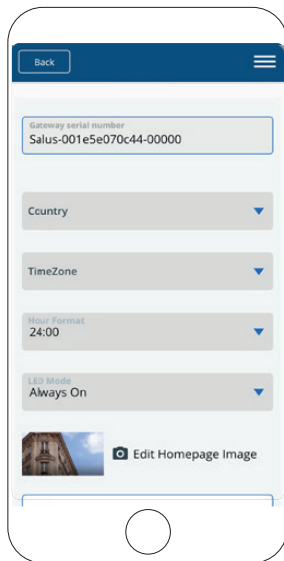 Back
Gateway serial number
Salus-001e5e070c44-00000
Country
TimeZone
Hour Format
24:00
LED Mode
Always On
Edit Homepage Image